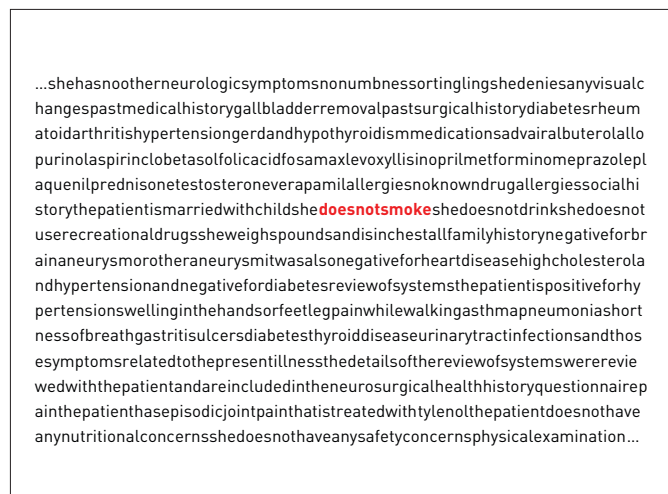 ...shehasnootherneurologicsymptomsnonumbnessortinglingshedeniesanyvisualc
hangespastmedicalhistorygallbladderremovalpastsurgicalhistorydiabetesrheum
atoidarthritishypertensiongerdandhypothyroidismmedicationsadvairalbuterolallo
purinolaspirinclobetasolfolicacidfosamaxlevoxyllisinoprilmetforminomeprazolepl
aquenilprednisonetestosteroneverapamilallergiesnoknowndrugallergiessocialhi
storythepatientismarriedwithchildshedoesnotsmokeshedoesnotdrinkshedoesnot
userecreationaldrugssheweighspoundsandisinchestallfamilyhistorynegativeforbr
ainaneurysmorotheraneurysmitwasalsonegativeforheartdiseasehighcholesterola
ndhypertensionandnegativefordiabetesreviewofsystemsthepatientispositiveforhy
pertensionswellinginthehandsorfeetlegpainwhilewalkingasthmapneumoniashort
nessofbreathgastritisulcersdiabetesthyroiddiseaseurinarytractinfectionsandthos
esymptomsrelatedtothepresentillnessthedetailsofthereviewofsystemswererevie
wedwiththepatientandareincludedintheneurosurgicalhealthhistoryquestionnairep
ainthepatienthasepisodicjointpainthatistreatedwithtylenolthepatientdoesnothave
anynutritionalconcernsshedoesnothaveanysafetyconcernsphysicalexamination...